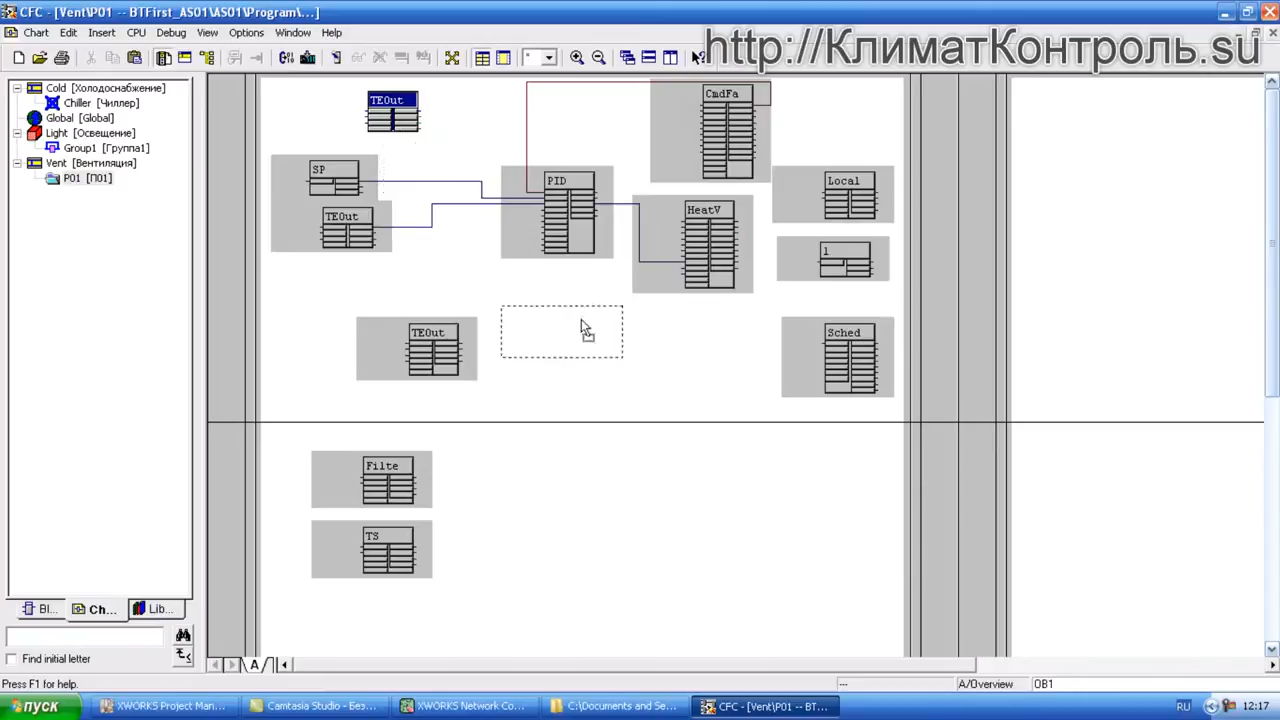 CFC - [Vent\P01 -- BTFirst_AS01\AS01\Program\...]
Chart Edit Insert CPU Debug View Options Window Help
http://КлиматКонтроль.su
Cold [Холодоснабжение]
Chiller [Чиллер]
Global [Global]
Light [Освещение]
Group1 [Группа1]
Vent [Вентиляция]
P01 [П01]
TEOut
CmdFa
SP
PID
Local
TEOut
HeatV
1
TEOut
Sched
Filte
TS
Bl... Ch... Lib...
Find initial letter
A
Press F1 for help.
--- A/Overview OB1
пуск XWORKS Project Man... Camtasia Studio - Без... XWORKS Network Co... C:\Documents and Se... CFC - [Vent\P01 -- BT... RU 12:17